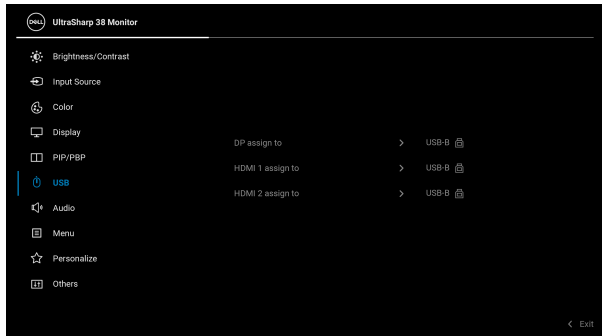 DELL UltraSharp 38 Monitor
Brightness/Contrast
Input Source
Color
Display
DP assign to > USB-B
PIP/PBP
HDMI 1 assign to > USB-B
USB
HDMI 2 assign to > USB-B
Audio
Menu
Personalize
Others
< Exit